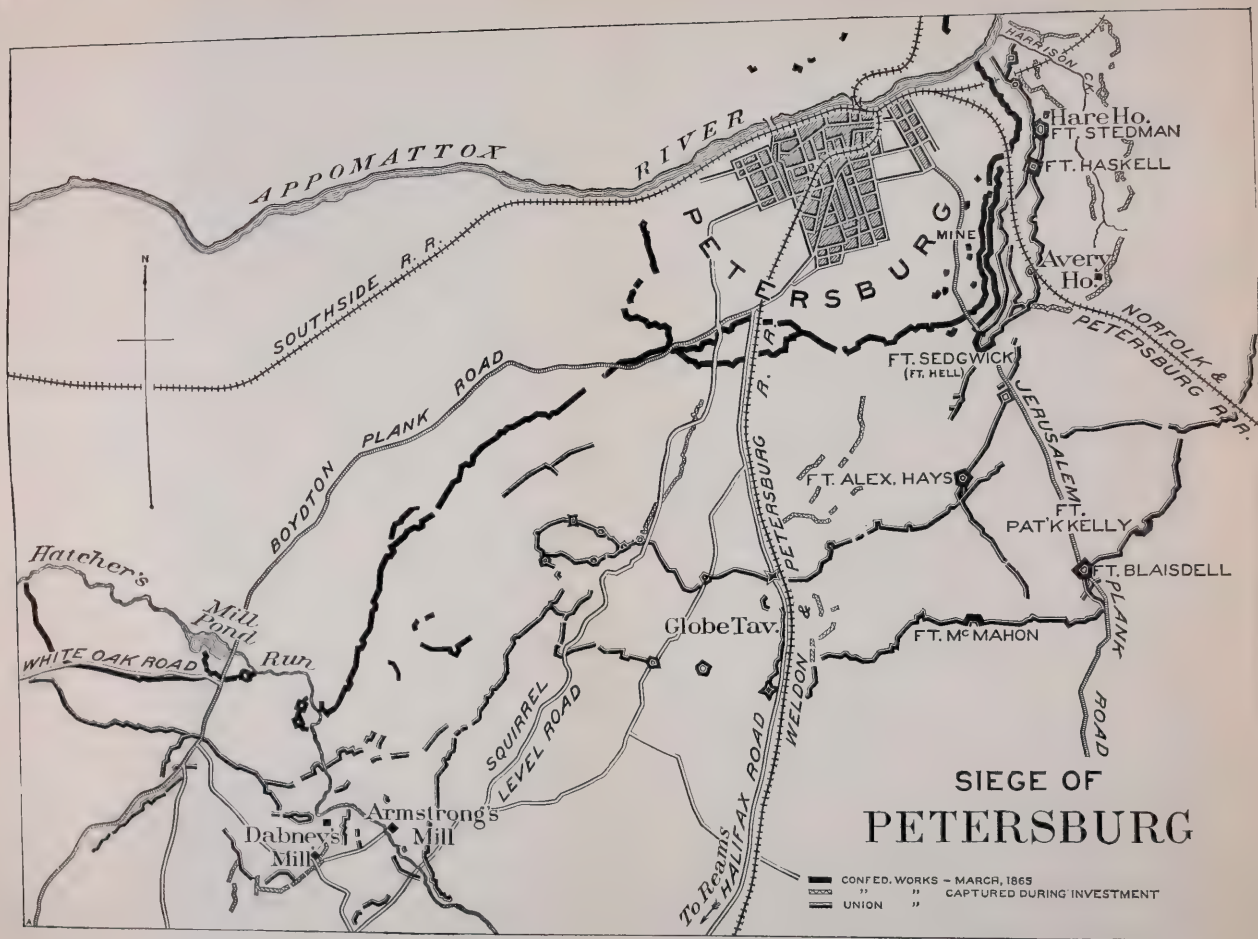 HARRISON CK.
Hare Ho.
FT. STEDMAN
FT. HASKELL
APPOMATTOX RIVER
PETERSBURG
MINE
Avery
Ho.
N
SOUTHSIDE R. R.
NORFOLK &
PETERSBURG R.R.
FT. SEDGWICK
(FT. HELL)
BOYDTON PLANK ROAD
JERUSALEM PLANK ROAD
FT. ALEX. HAYS
FT.
PAT'K KELLY
FT. BLAISDELL
Hatcher's Run
Mill
Pond
WHITE OAK ROAD
Globe Tav.
FT. McMAHON
WELDON & PETERSBURG R. R.
SQUIRREL
LEVEL ROAD
Armstrong's
Mill
Dabney's
Mill
To Reams
HALIFAX ROAD
SIEGE OF
PETERSBURG
CONFED. WORKS - MARCH, 1865
" " CAPTURED DURING INVESTMENT
UNION "